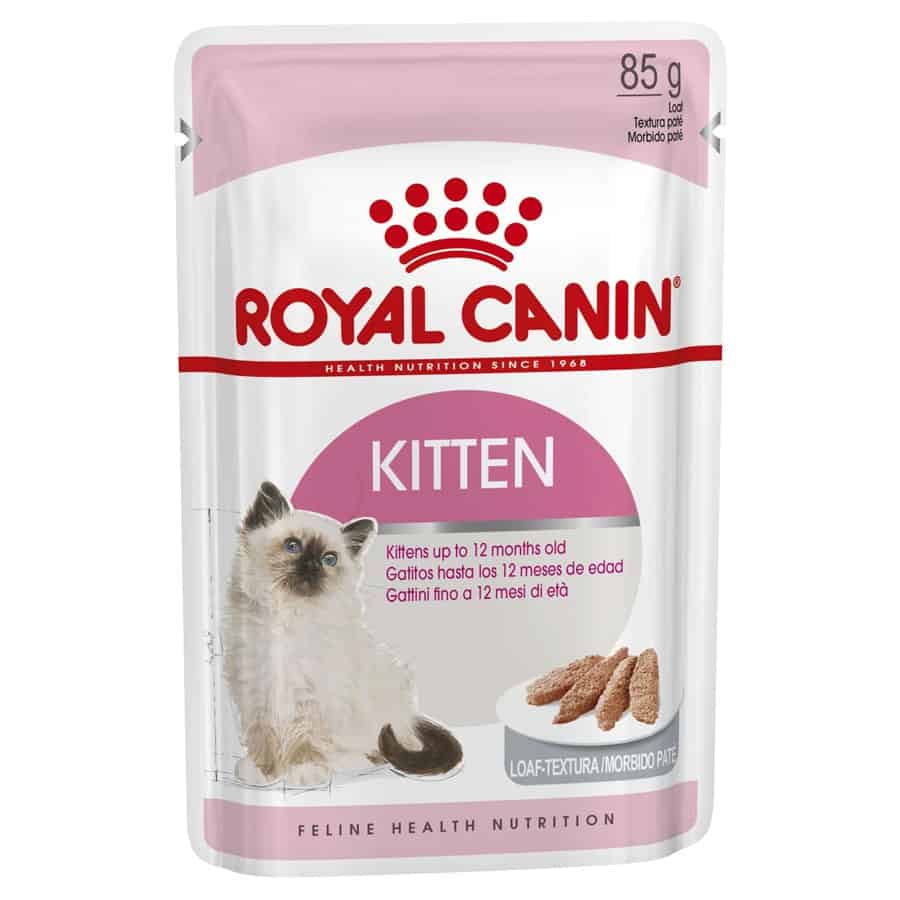 85 g
Loaf
Textura paté
Morbido paté
ROYAL CANIN®
HEALTH NUTRITION SINCE 1968
KITTEN
Kittens up to 12 months old
Gatitos hasta los 12 meses de edad
Gattini fino a 12 mesi di età
LOAF-TEXTURA/MORBIDO PATÉ
FELINE HEALTH NUTRITION